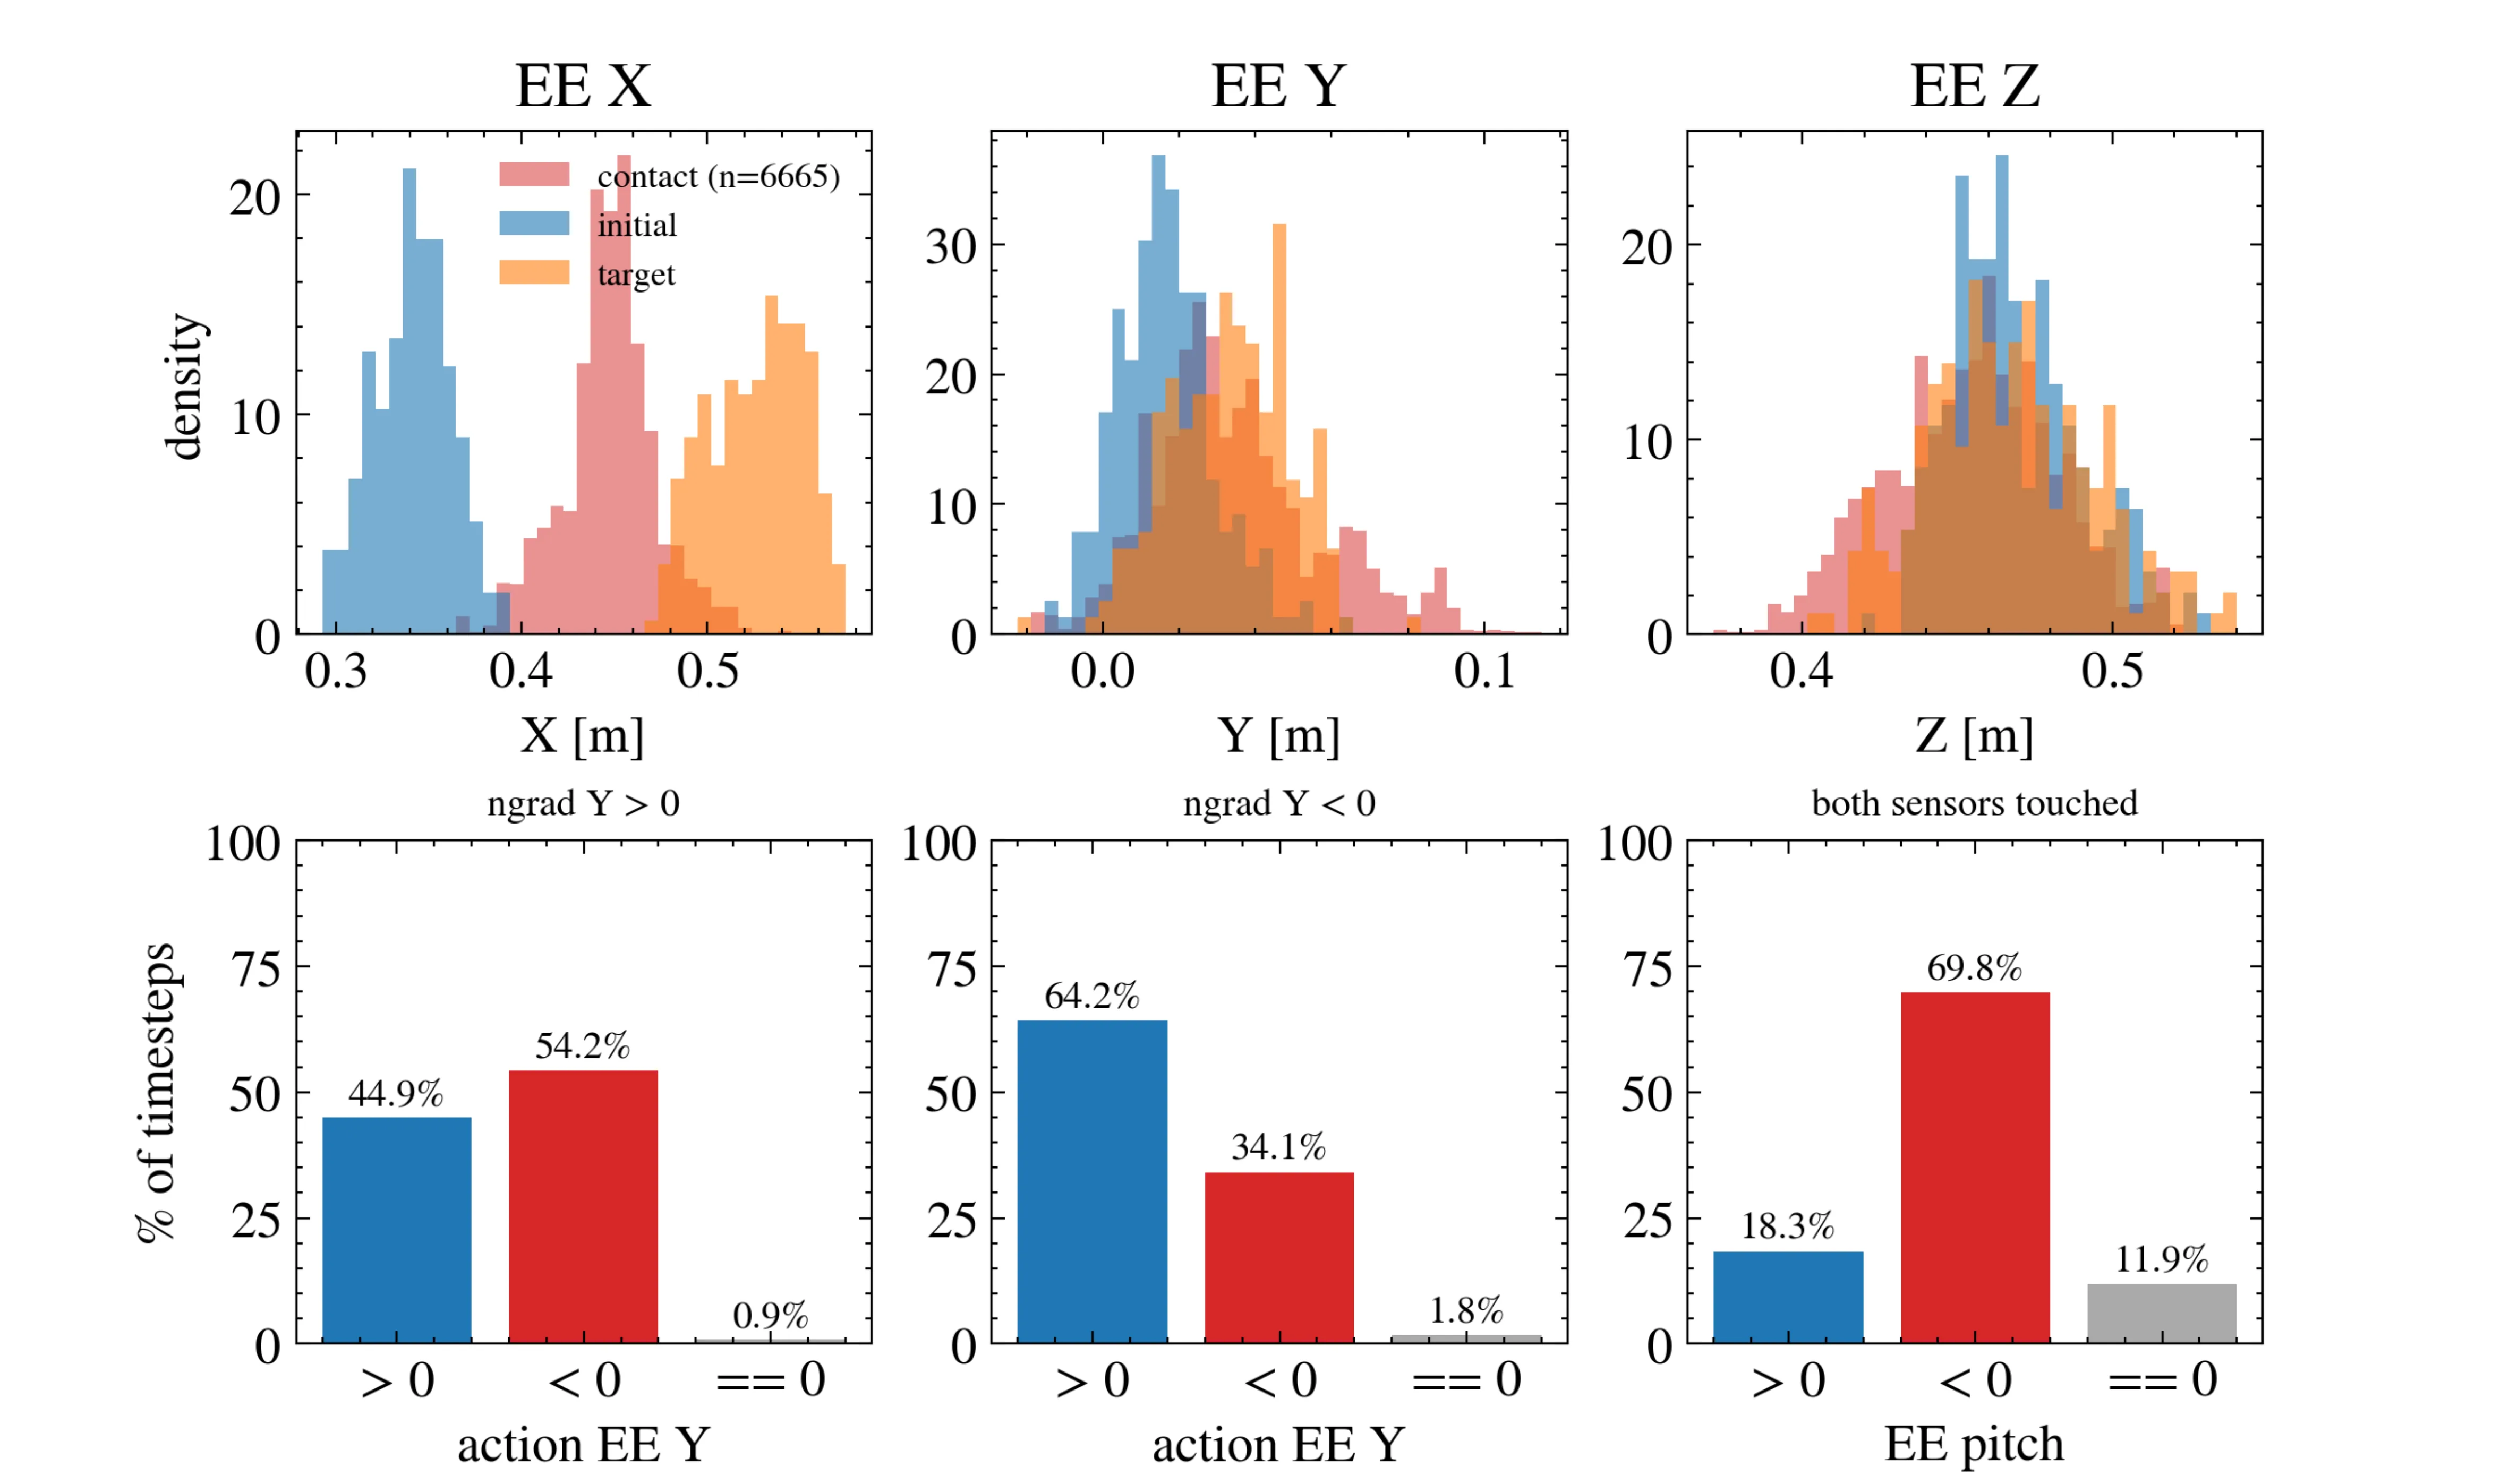 EE X
EE Y
EE Z
density
20
10
0
contact (n=6665)
initial
target
0.3 0.4 0.5
X [m]
30
20
10
0
0.0 0.1
Y [m]
20
10
0
0.4 0.5
Z [m]
ngrad Y > 0
ngrad Y < 0
both sensors touched
% of timesteps
100
75
50
25
0
44.9%
54.2%
0.9%
> 0 < 0 == 0
action EE Y
100
75
50
25
0
64.2%
34.1%
1.8%
> 0 < 0 == 0
action EE Y
100
75
50
25
0
18.3%
69.8%
11.9%
> 0 < 0 == 0
EE pitch